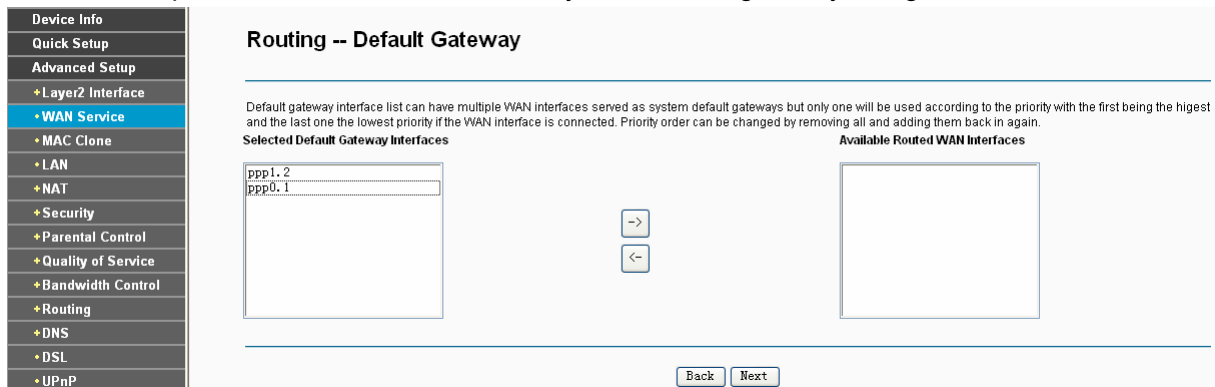 Device Info
Quick Setup
Advanced Setup
+Layer2 Interface
•WAN Service
•MAC Clone
•LAN
+NAT
+Security
+Parental Control
+Quality of Service
+Bandwidth Control
+Routing
+DNS
•DSL
•UPnP
Routing -- Default Gateway
Default gateway interface list can have multiple WAN interfaces served as system default gateways but only one will be used according to the priority with the first being the higest
and the last one the lowest priority if the WAN interface is connected. Priority order can be changed by removing all and adding them back in again.
Selected Default Gateway Interfaces
ppp1.2
ppp0.1
->
<-
Available Routed WAN Interfaces
Back Next